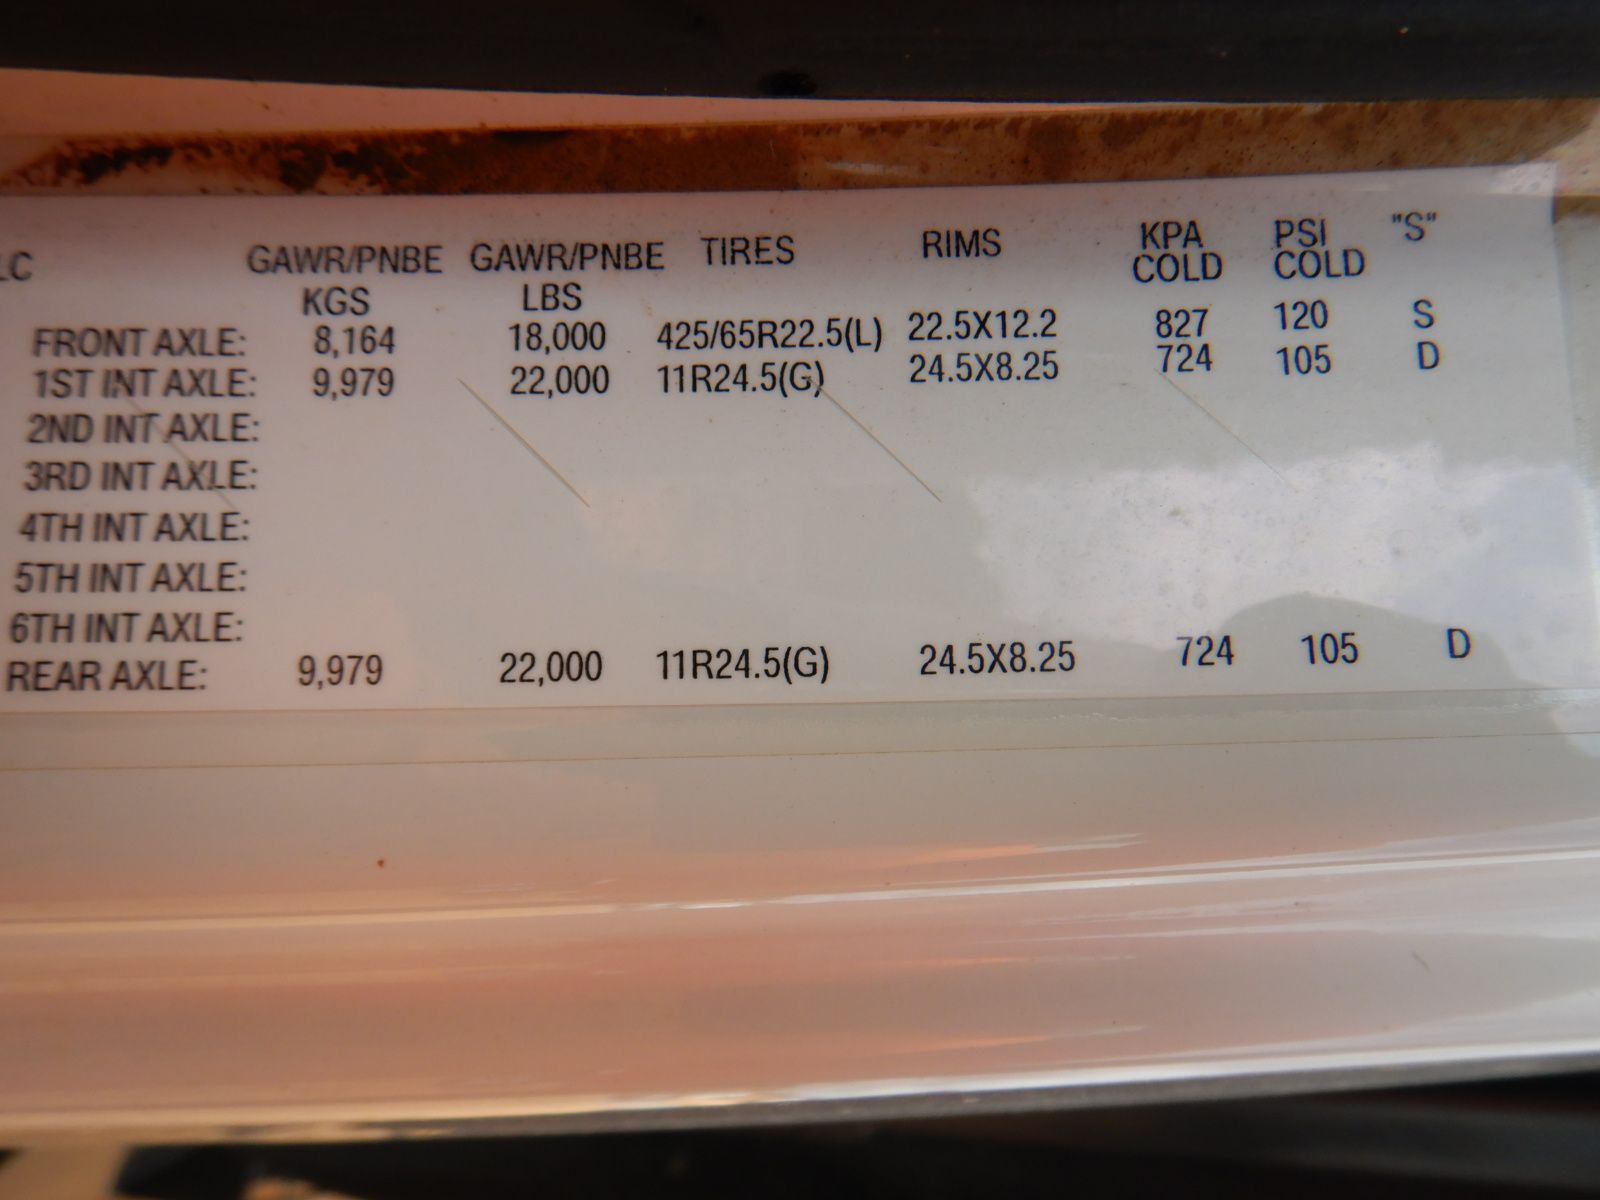 LC GAWR/PNBE GAWR/PNBE TIRES RIMS KPA PSI "S"
KGS LBS COLD COLD
FRONT AXLE: 8,164 18,000 425/65R22.5(L) 22.5X12.2 827 120 S
1ST INT AXLE: 9,979 22,000 11R24.5(G) 24.5X8.25 724 105 D
2ND INT AXLE:
3RD INT AXLE:
4TH INT AXLE:
5TH INT AXLE:
6TH INT AXLE:
REAR AXLE: 9,979 22,000 11R24.5(G) 24.5X8.25 724 105 D